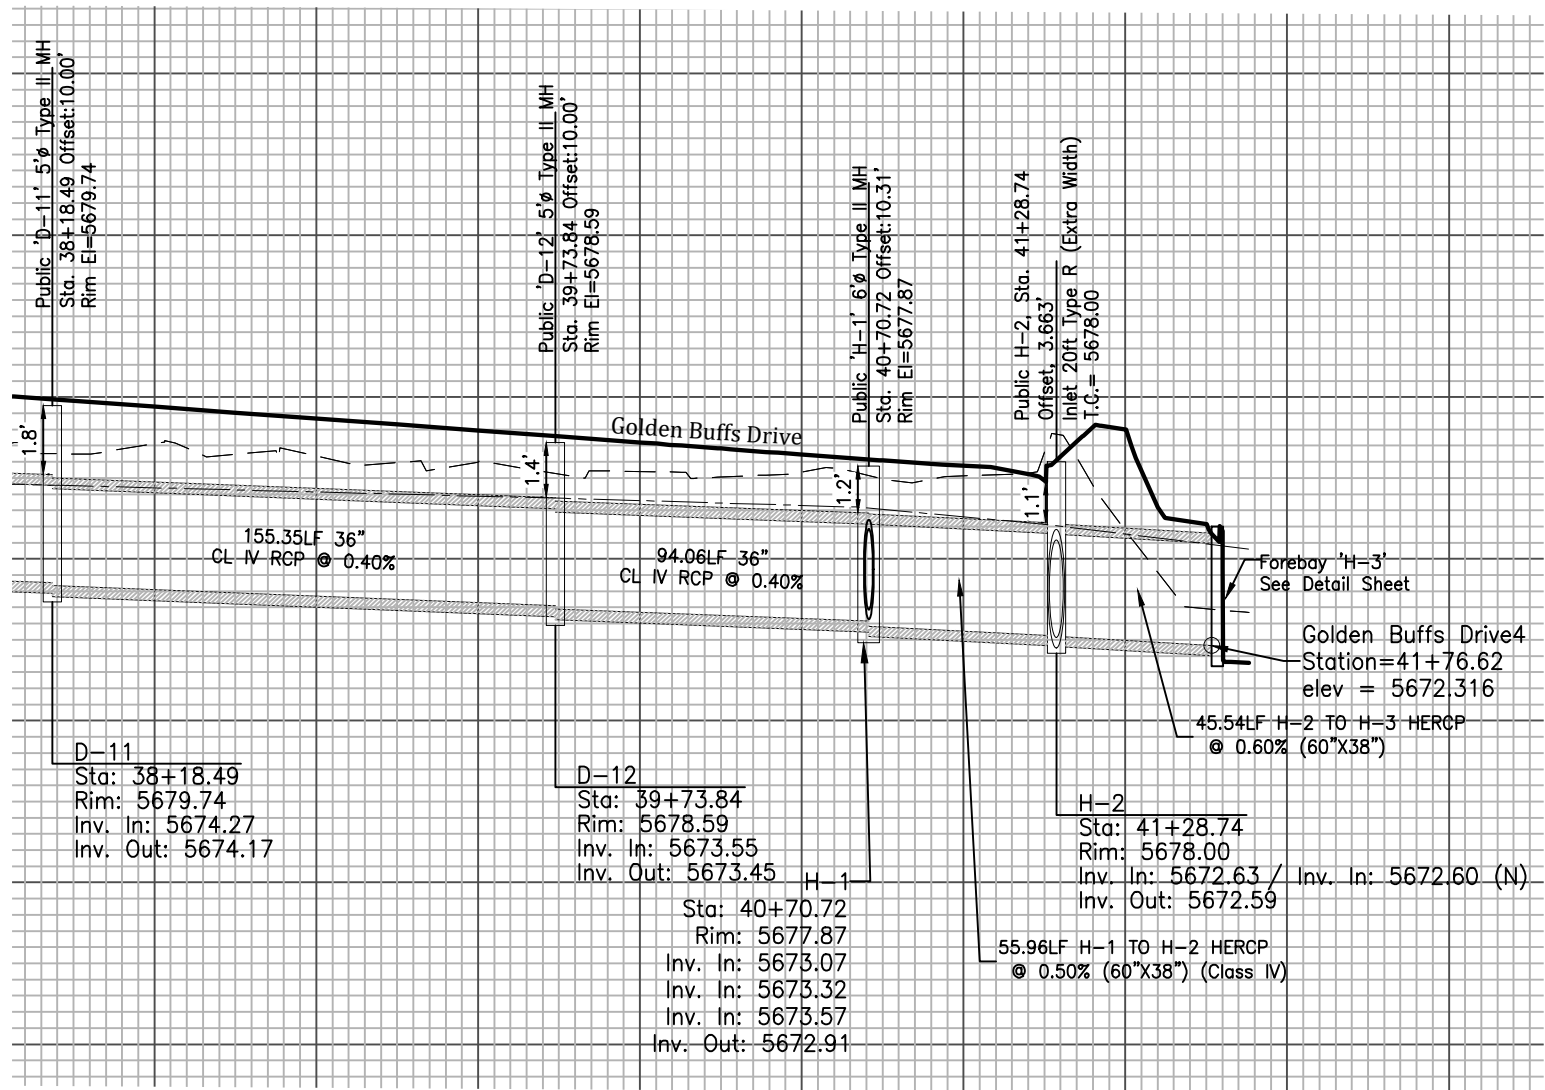 Public 'D-11' 5'ø Type II MH
Sta. 38+18.49 Offset:10.00'
Rim El=5679.74
Public 'D-12' 5'ø Type II MH
Sta. 39+73.84 Offset:10.00'
Rim El=5678.59
Public 'H-1' 6'ø Type II MH
Sta. 40+70.72 Offset:10.31'
Rim El=5677.87
Public H-2, Sta. 41+28.74
Offset, 3.663'
Inlet 20ft Type R (Extra Width)
T.C.= 5678.00
Golden Buffs Drive
1.8'
1.4'
1.2'
1.1'
155.35LF 36"
CL IV RCP @ 0.40%
94.06LF 36"
CL IV RCP @ 0.40%
Forebay 'H-3'
See Detail Sheet
Golden Buffs Drive4
Station=41+76.62
elev = 5672.316
45.54LF H-2 TO H-3 HERCP
@ 0.60% (60"X38")
D-11
Sta: 38+18.49
Rim: 5679.74
Inv. In: 5674.27
Inv. Out: 5674.17
D-12
Sta: 39+73.84
Rim: 5678.59
Inv. In: 5673.55
Inv. Out: 5673.45
H-1
Sta: 40+70.72
Rim: 5677.87
Inv. In: 5673.07
Inv. In: 5673.32
Inv. In: 5673.57
Inv. Out: 5672.91
H-2
Sta: 41+28.74
Rim: 5678.00
Inv. In: 5672.63 / Inv. In: 5672.60 (N)
Inv. Out: 5672.59
55.96LF H-1 TO H-2 HERCP
@ 0.50% (60"X38") (Class IV)